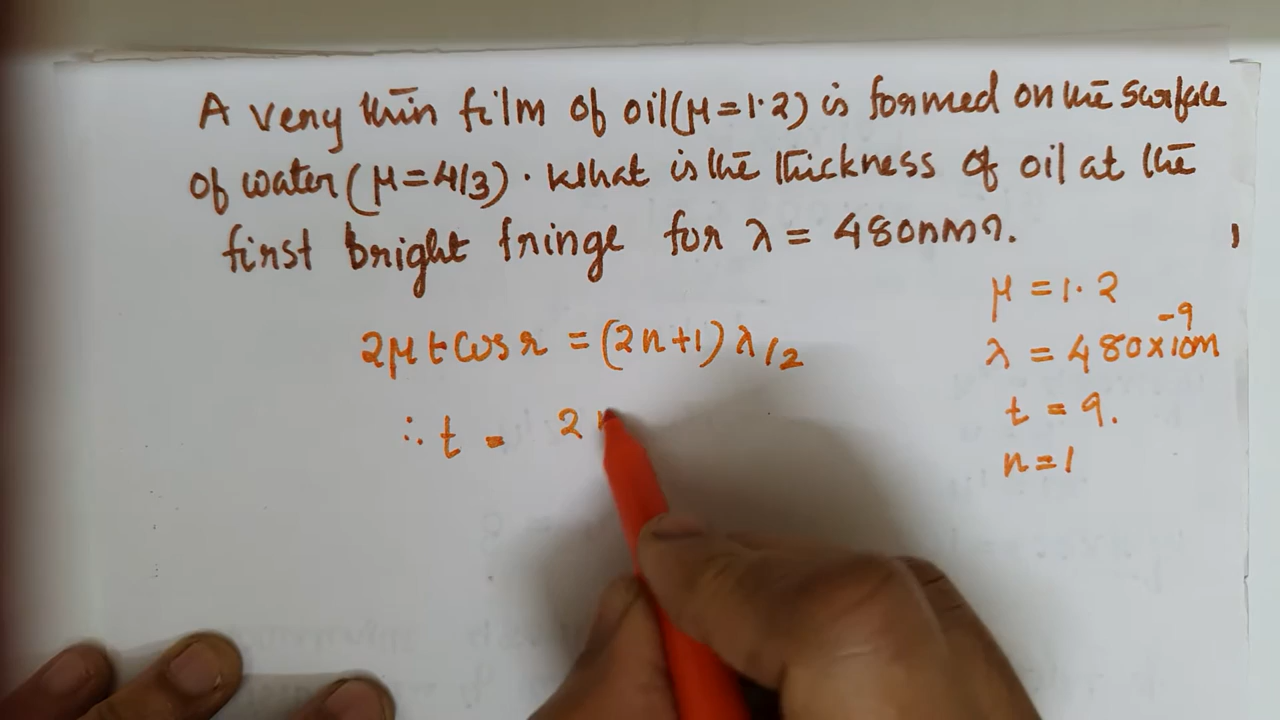 A very thin film of oil (μ=1.2) is formed on the surface
of water (μ=4/3). What is the thickness of oil at the
first bright fringe for λ = 480nm.
μ = 1.2
2μt cos r = (2n+1) λ/2
λ = 480×10⁻⁹m
t = ?.
∴ t = 2
n=1